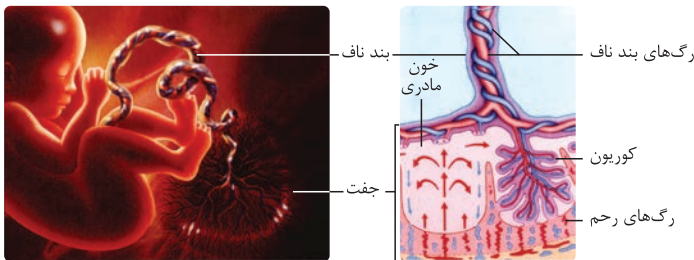 رگ‌های بند ناف
بند ناف
خون
مادری
کوریون
جفت
رگ‌های رحم